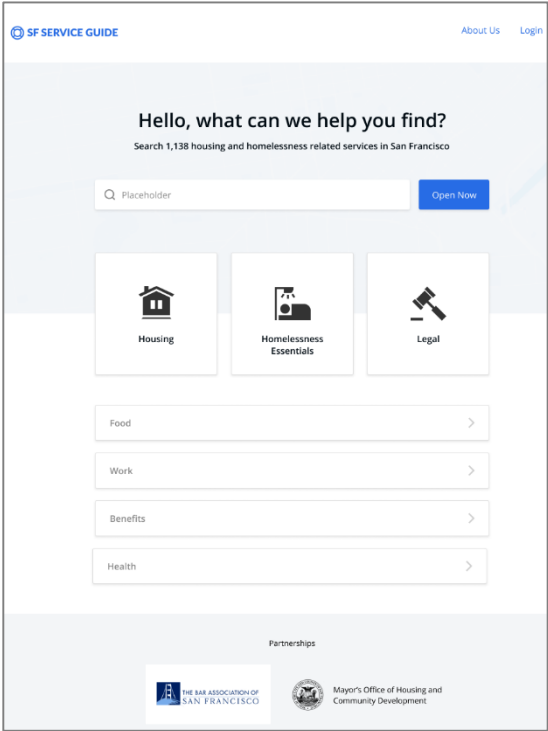 SF SERVICE GUIDE
About Us
Login
Hello, what can we help you find?
Search 1,138 housing and homelessness related services in San Francisco
Placeholder
Open Now
Housing
Homelessness
Essentials
Legal
Food
Work
Benefits
Health
Partnerships
THE BAR ASSOCIATION OF
SAN FRANCISCO
Mayor's Office of Housing and
Community Development